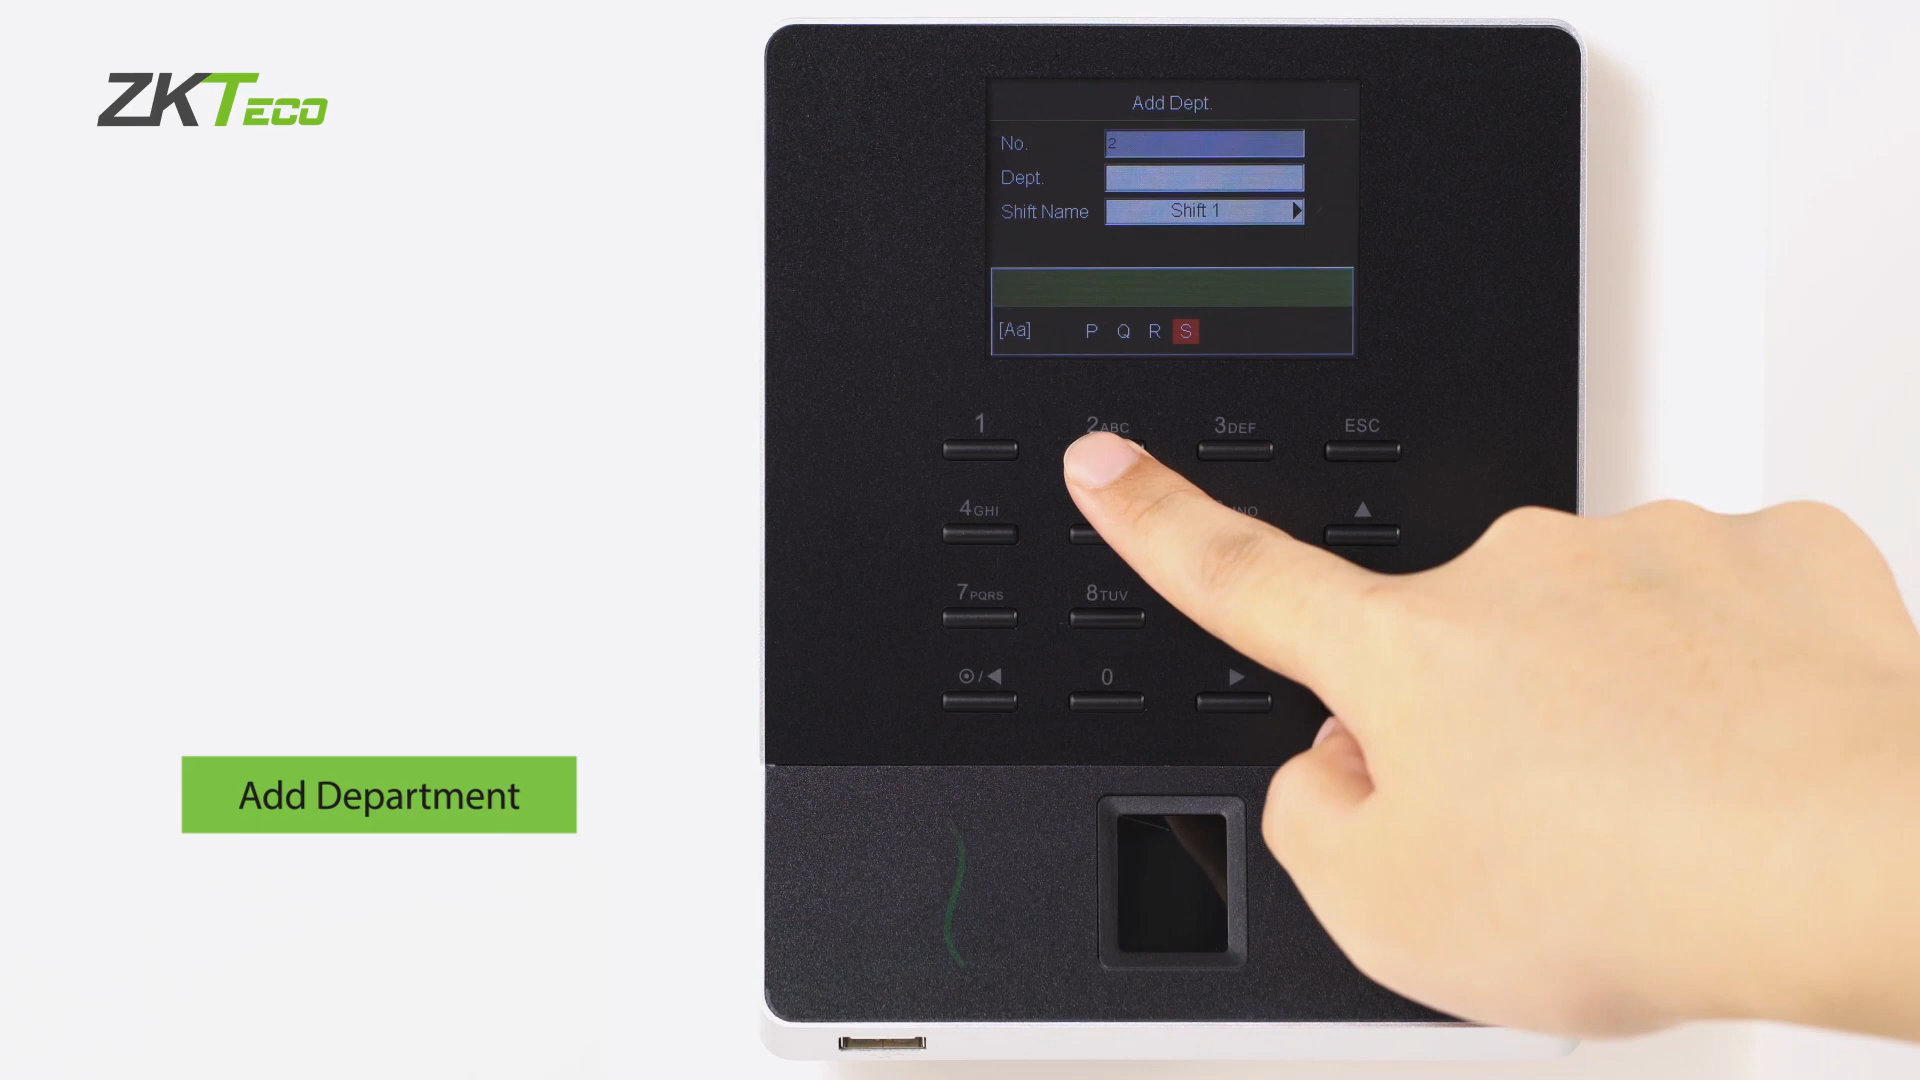 ZKTECO
Add Dept.
No. 2
Dept.
Shift Name Shift 1
[Aa] P Q R S
1 2ABC 3DEF ESC
4GHI
7PQRS 8TUV
0
Add Department